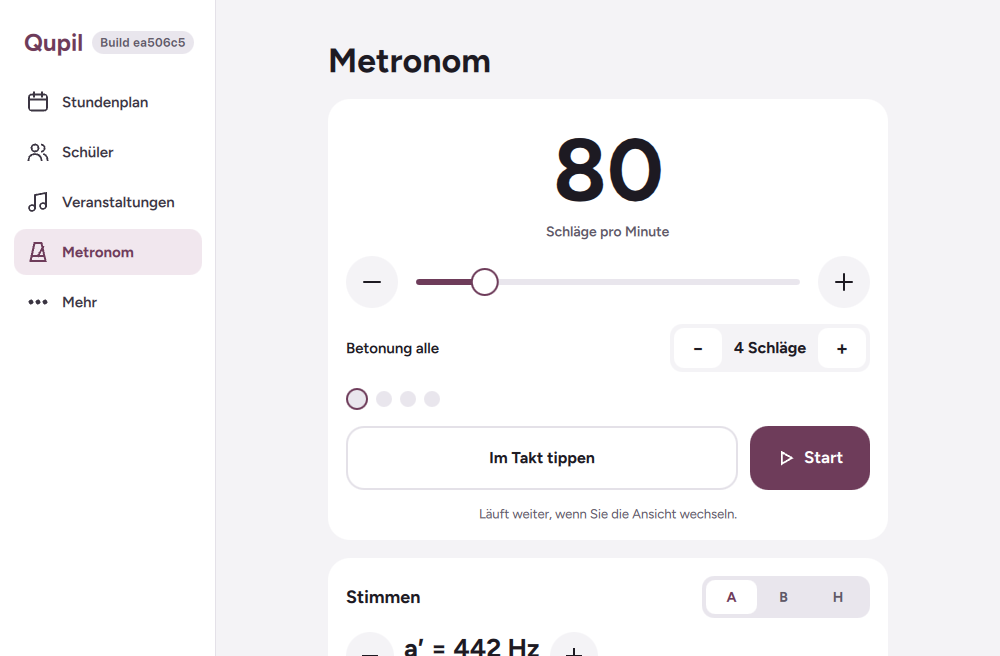 Qupil Build ea506c5
Stundenplan
Schüler
Veranstaltungen
Metronom
Mehr
Metronom
80
Schläge pro Minute
Betonung alle
4 Schläge
Im Takt tippen
Start
Läuft weiter, wenn Sie die Ansicht wechseln.
Stimmen
A B H
a′ = 442 Hz